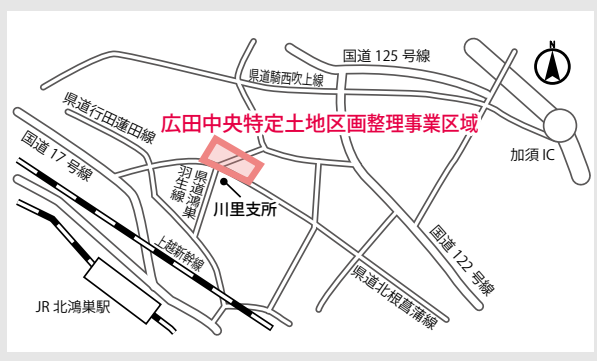 国道 125 号線
N
県道騎西吹上線
県道行田蓮田線
広田中央特定土地区画整理事業区域
国道 17 号線
加須 IC
県道鴻巣
羽生線
川里支所
上越新幹線
国道 122 号線
県道北根菖蒲線
JR 北鴻巣駅